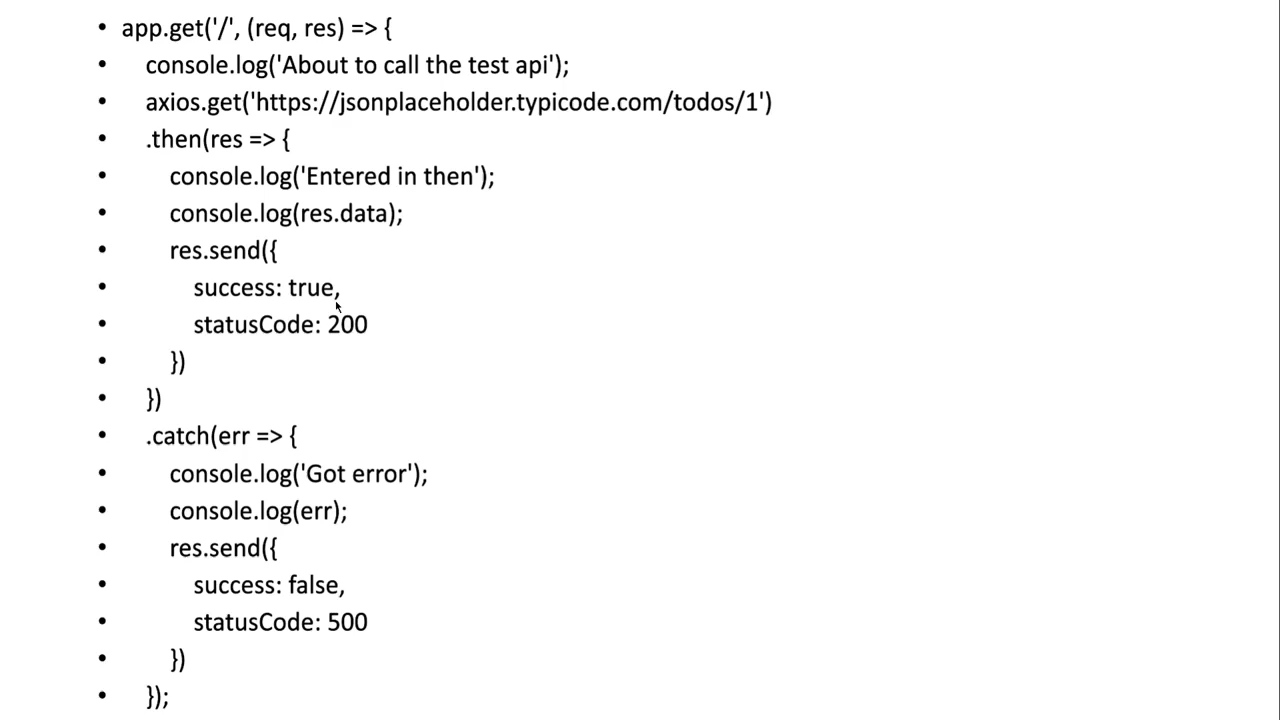 • app.get('/', (req, res) => {
• console.log('About to call the test api');
• axios.get('https://jsonplaceholder.typicode.com/todos/1')
• .then(res => {
• console.log('Entered in then');
• console.log(res.data);
• res.send({
• success: true,
• statusCode: 200
• })
• })
• .catch(err => {
• console.log('Got error');
• console.log(err);
• res.send({
• success: false,
• statusCode: 500
• })
• });